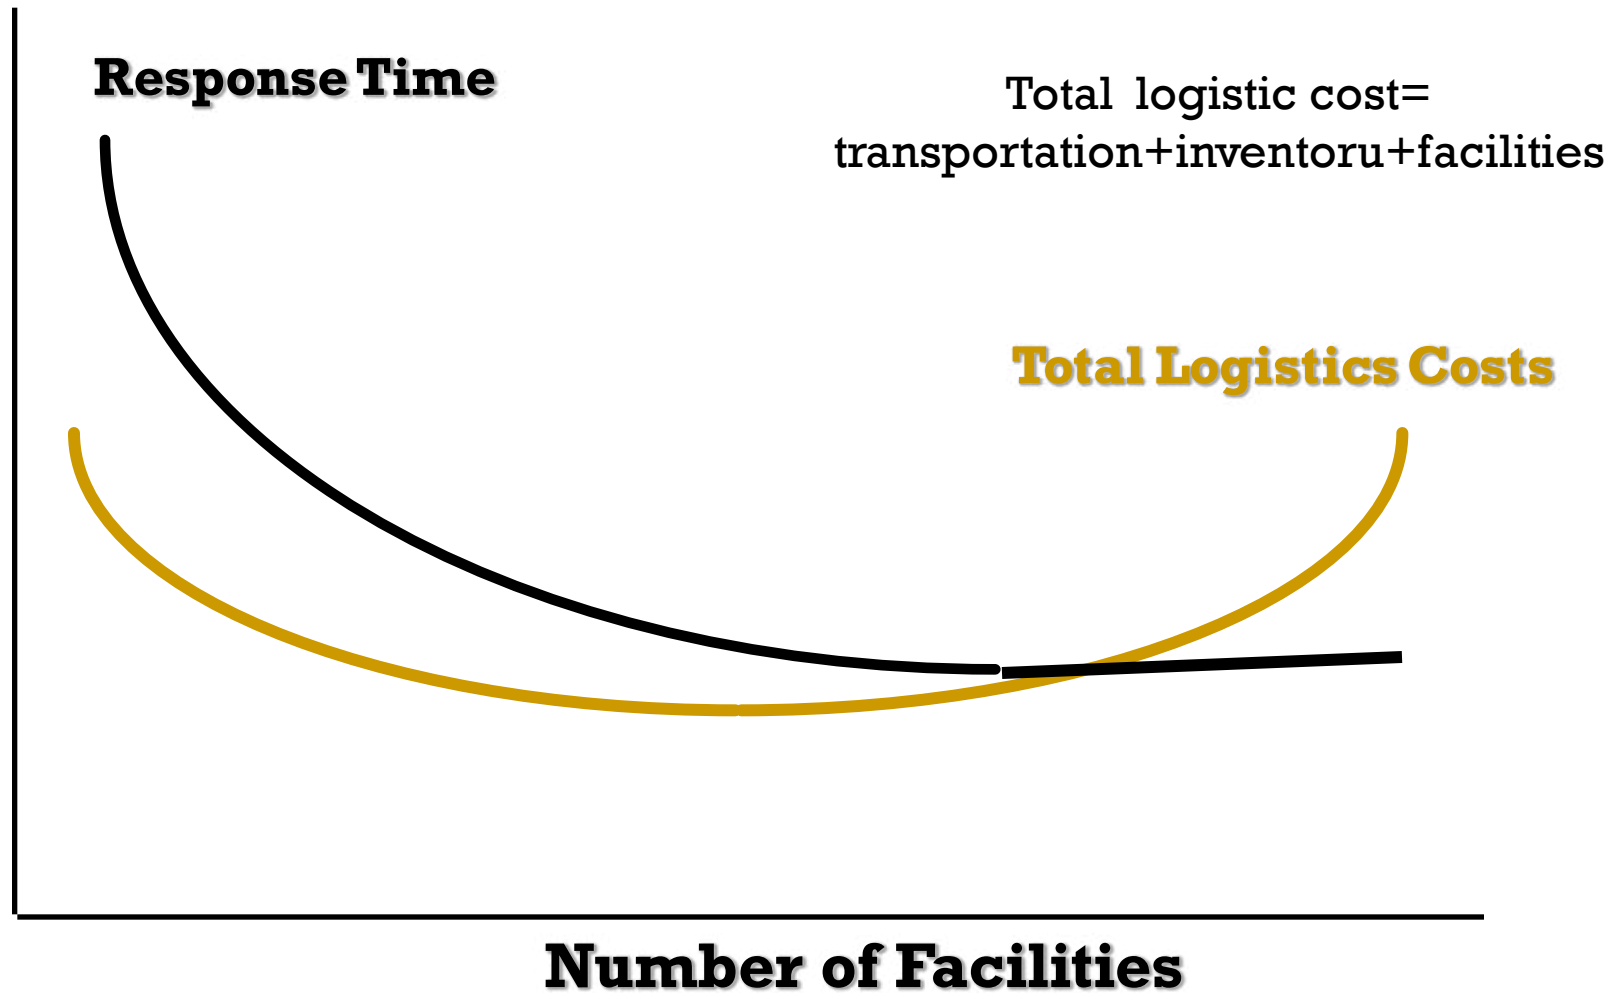 Response Time
Total logistic cost=
transportation+inventoru+facilities
Total Logistics Costs
Number of Facilities